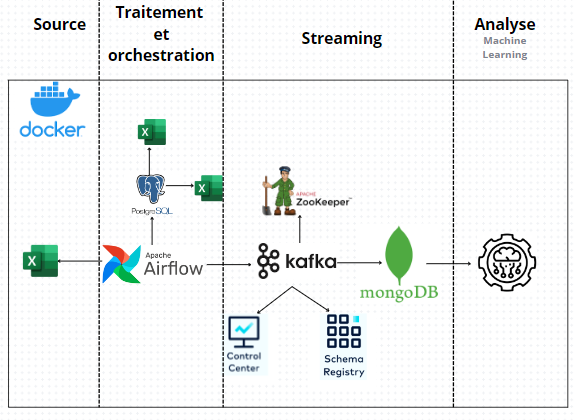 Source
Traitement
et
orchestration
Streaming
Analyse
Machine
Learning
docker
X
PostgreSQL
X
APACHE
ZooKeeper™
X
Apache
Airflow
kafka
mongoDB
Control
Center
Schema
Registry